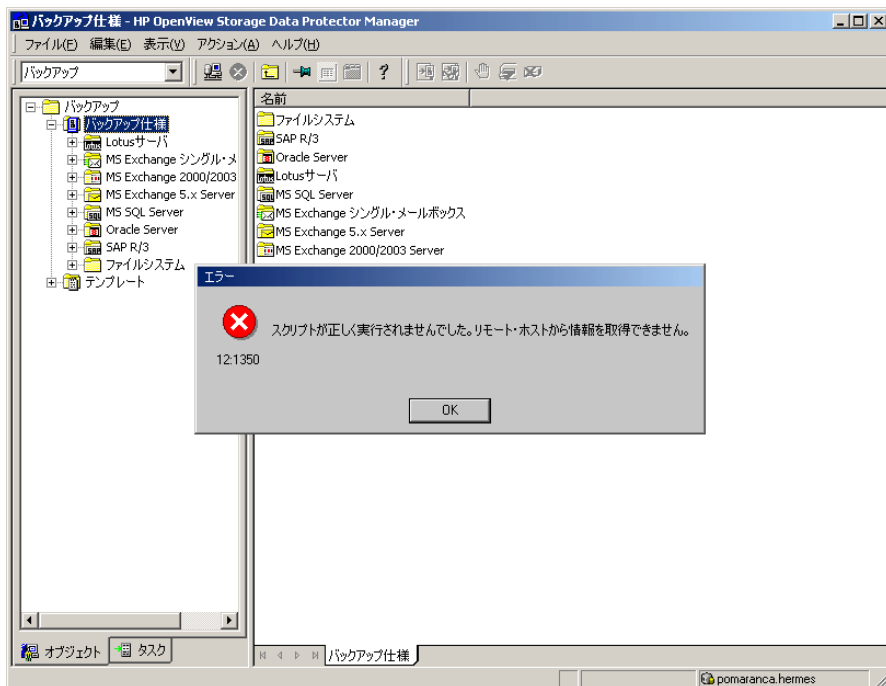 バックアップ仕様 - HP OpenView Storage Data Protector Manager
ファイル(F) 編集(E) 表示(V) アクション(A) ヘルプ(H)
バックアップ
バックアップ
バックアップ仕様
Lotusサーバ
MS Exchange シングル・メ
MS Exchange 2000/2003
MS Exchange 5.x Server
MS SQL Server
Oracle Server
SAP R/3
ファイルシステム
テンプレート
名前
ファイルシステム
SAP R/3
Oracle Server
Lotusサーバ
MS SQL Server
MS Exchange シングル・メールボックス
MS Exchange 5.x Server
MS Exchange 2000/2003 Server
エラー
スクリプトが正しく実行されませんでした。リモート・ホストから情報を取得できません。
12:1350
OK
オブジェクト タスク
バックアップ仕様
pomaranca.hermes